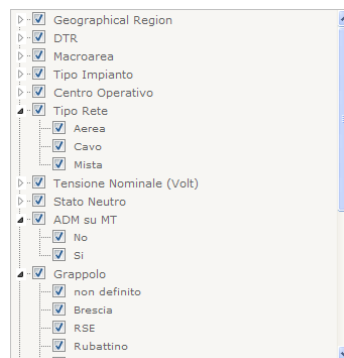 Geographical Region
DTR
Macroarea
Tipo Impianto
Centro Operativo
Tipo Rete
Aerea
Cavo
Mista
Tensione Nominale (Volt)
Stato Neutro
ADM su MT
No
Si
Grappolo
non definito
Brescia
RSE
Rubattino